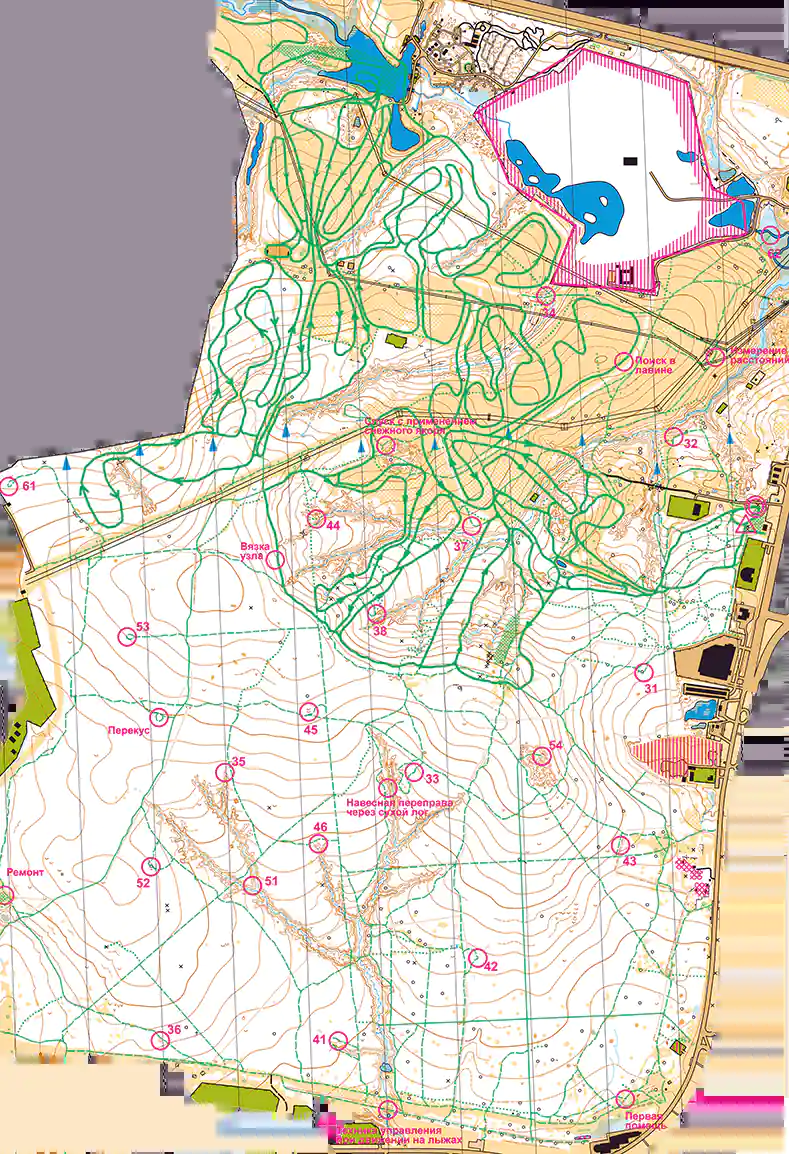 62
34
Поиск в
лавине
Измерение
расстояний
Спуск с применением
снежного якоря
32
61
44
37
Вязка
узла
38
53
31
Перекус
45
54
35
33
Навесная переправа
через сухой лог
46
43
Ремонт
52
51
42
36
41
Первая
помощь
Техника управления
при движении на лыжах